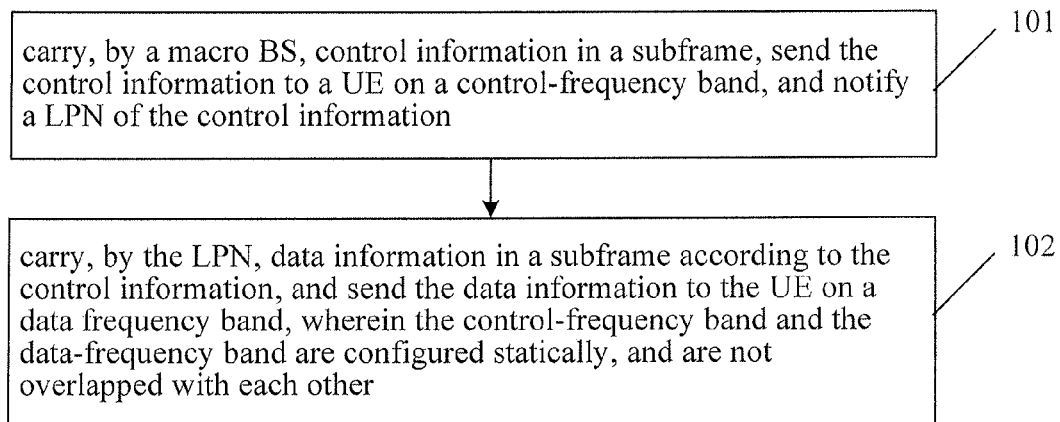 101
carry, by a macro BS, control information in a subframe, send the
control information to a UE on a control-frequency band, and notify
a LPN of the control information
102
carry, by the LPN, data information in a subframe according to the
control information, and send the data information to the UE on a
data frequency band, wherein the control-frequency band and the
data-frequency band are configured statically, and are not
overlapped with each other